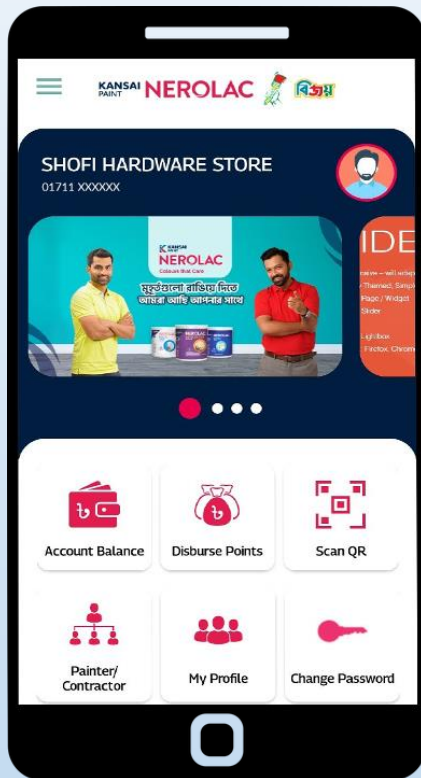 KANSAI
PAINT NEROLAC বিজয়
SHOFI HARDWARE STORE
01711 XXXXXX
KANSAI
NEROLAC
Colours that Care
মুহূর্তগুলো রাঙিয়ে দিতে
আমরা আছি আপনার সাথে
NEROLAC
IDE
Themed, Simpl
Page / Widget
Slider
Lightbox
Firefox, Chrom
৳
Account Balance
৳
Disburse Points
Scan QR
Painter/
Contractor
My Profile
Change Password